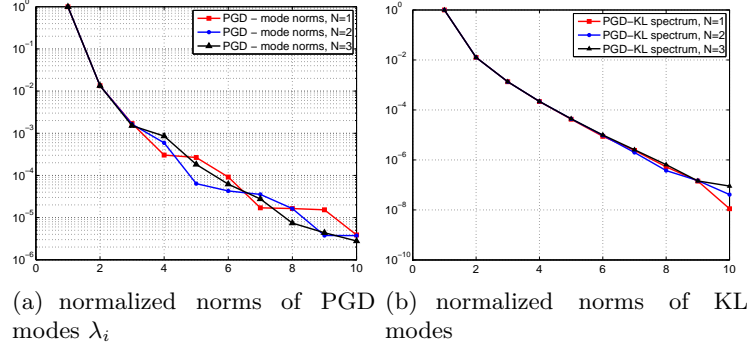 10^0
10^-1
10^-2
10^-3
10^-4
10^-5
10^-6
0 2 4 6 8 10
PGD – mode norms, N=1
PGD – mode norms, N=2
PGD – mode norms, N=3
(a) normalized norms of PGD
modes λ_i
10^0
10^-2
10^-4
10^-6
10^-8
10^-10
0 2 4 6 8 10
PGD–KL spectrum, N=1
PGD–KL spectrum, N=2
PGD–KL spectrum, N=3
(b) normalized norms of KL
modes